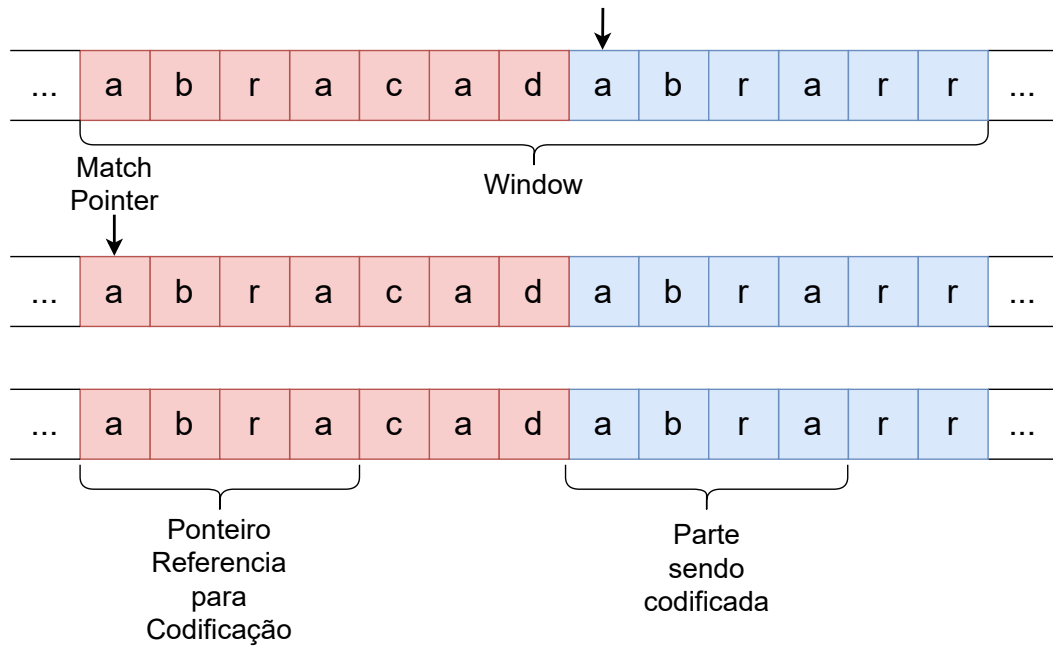 ... a b r a c a d a b r a r r ...
Window
Match
Pointer
... a b r a c a d a b r a r r ...
... a b r a c a d a b r a r r ...
Ponteiro
Referencia
para
Codificação
Parte
sendo
codificada